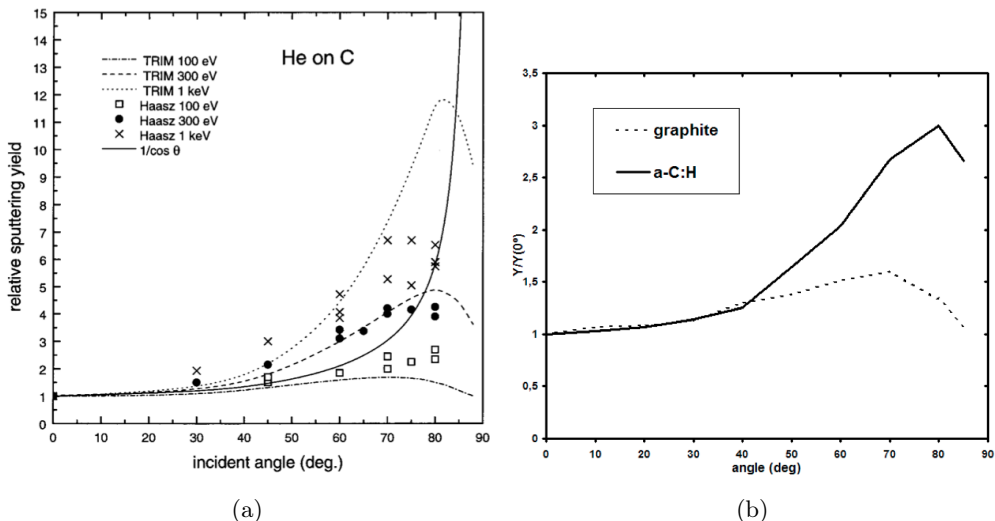 15
14
13
12
11
10
9
8
7
6
5
4
3
2
1
0
relative sputtering yield
TRIM 100 eV
TRIM 300 eV
TRIM 1 keV
Haasz 100 eV
Haasz 300 eV
Haasz 1 keV
1/cos θ
He on C
0 10 20 30 40 50 60 70 80 90
incident angle (deg.)
(a)
3,5
3
2,5
2
1,5
1
0,5
0
Y/Y(0°)
graphite
a-C:H
0 10 20 30 40 50 60 70 80 90
angle (deg)
(b)